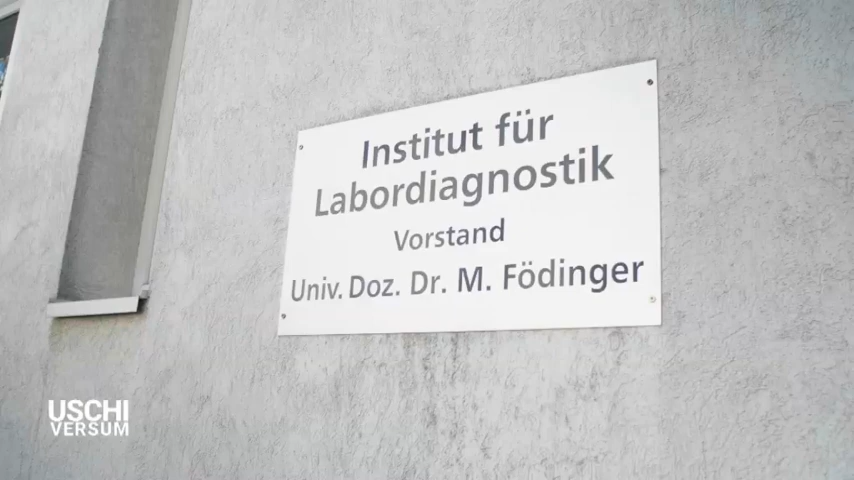 Institut für
Labordiagnostik
Vorstand
Univ. Doz. Dr. M. Födinger
USCHI
VERSUM